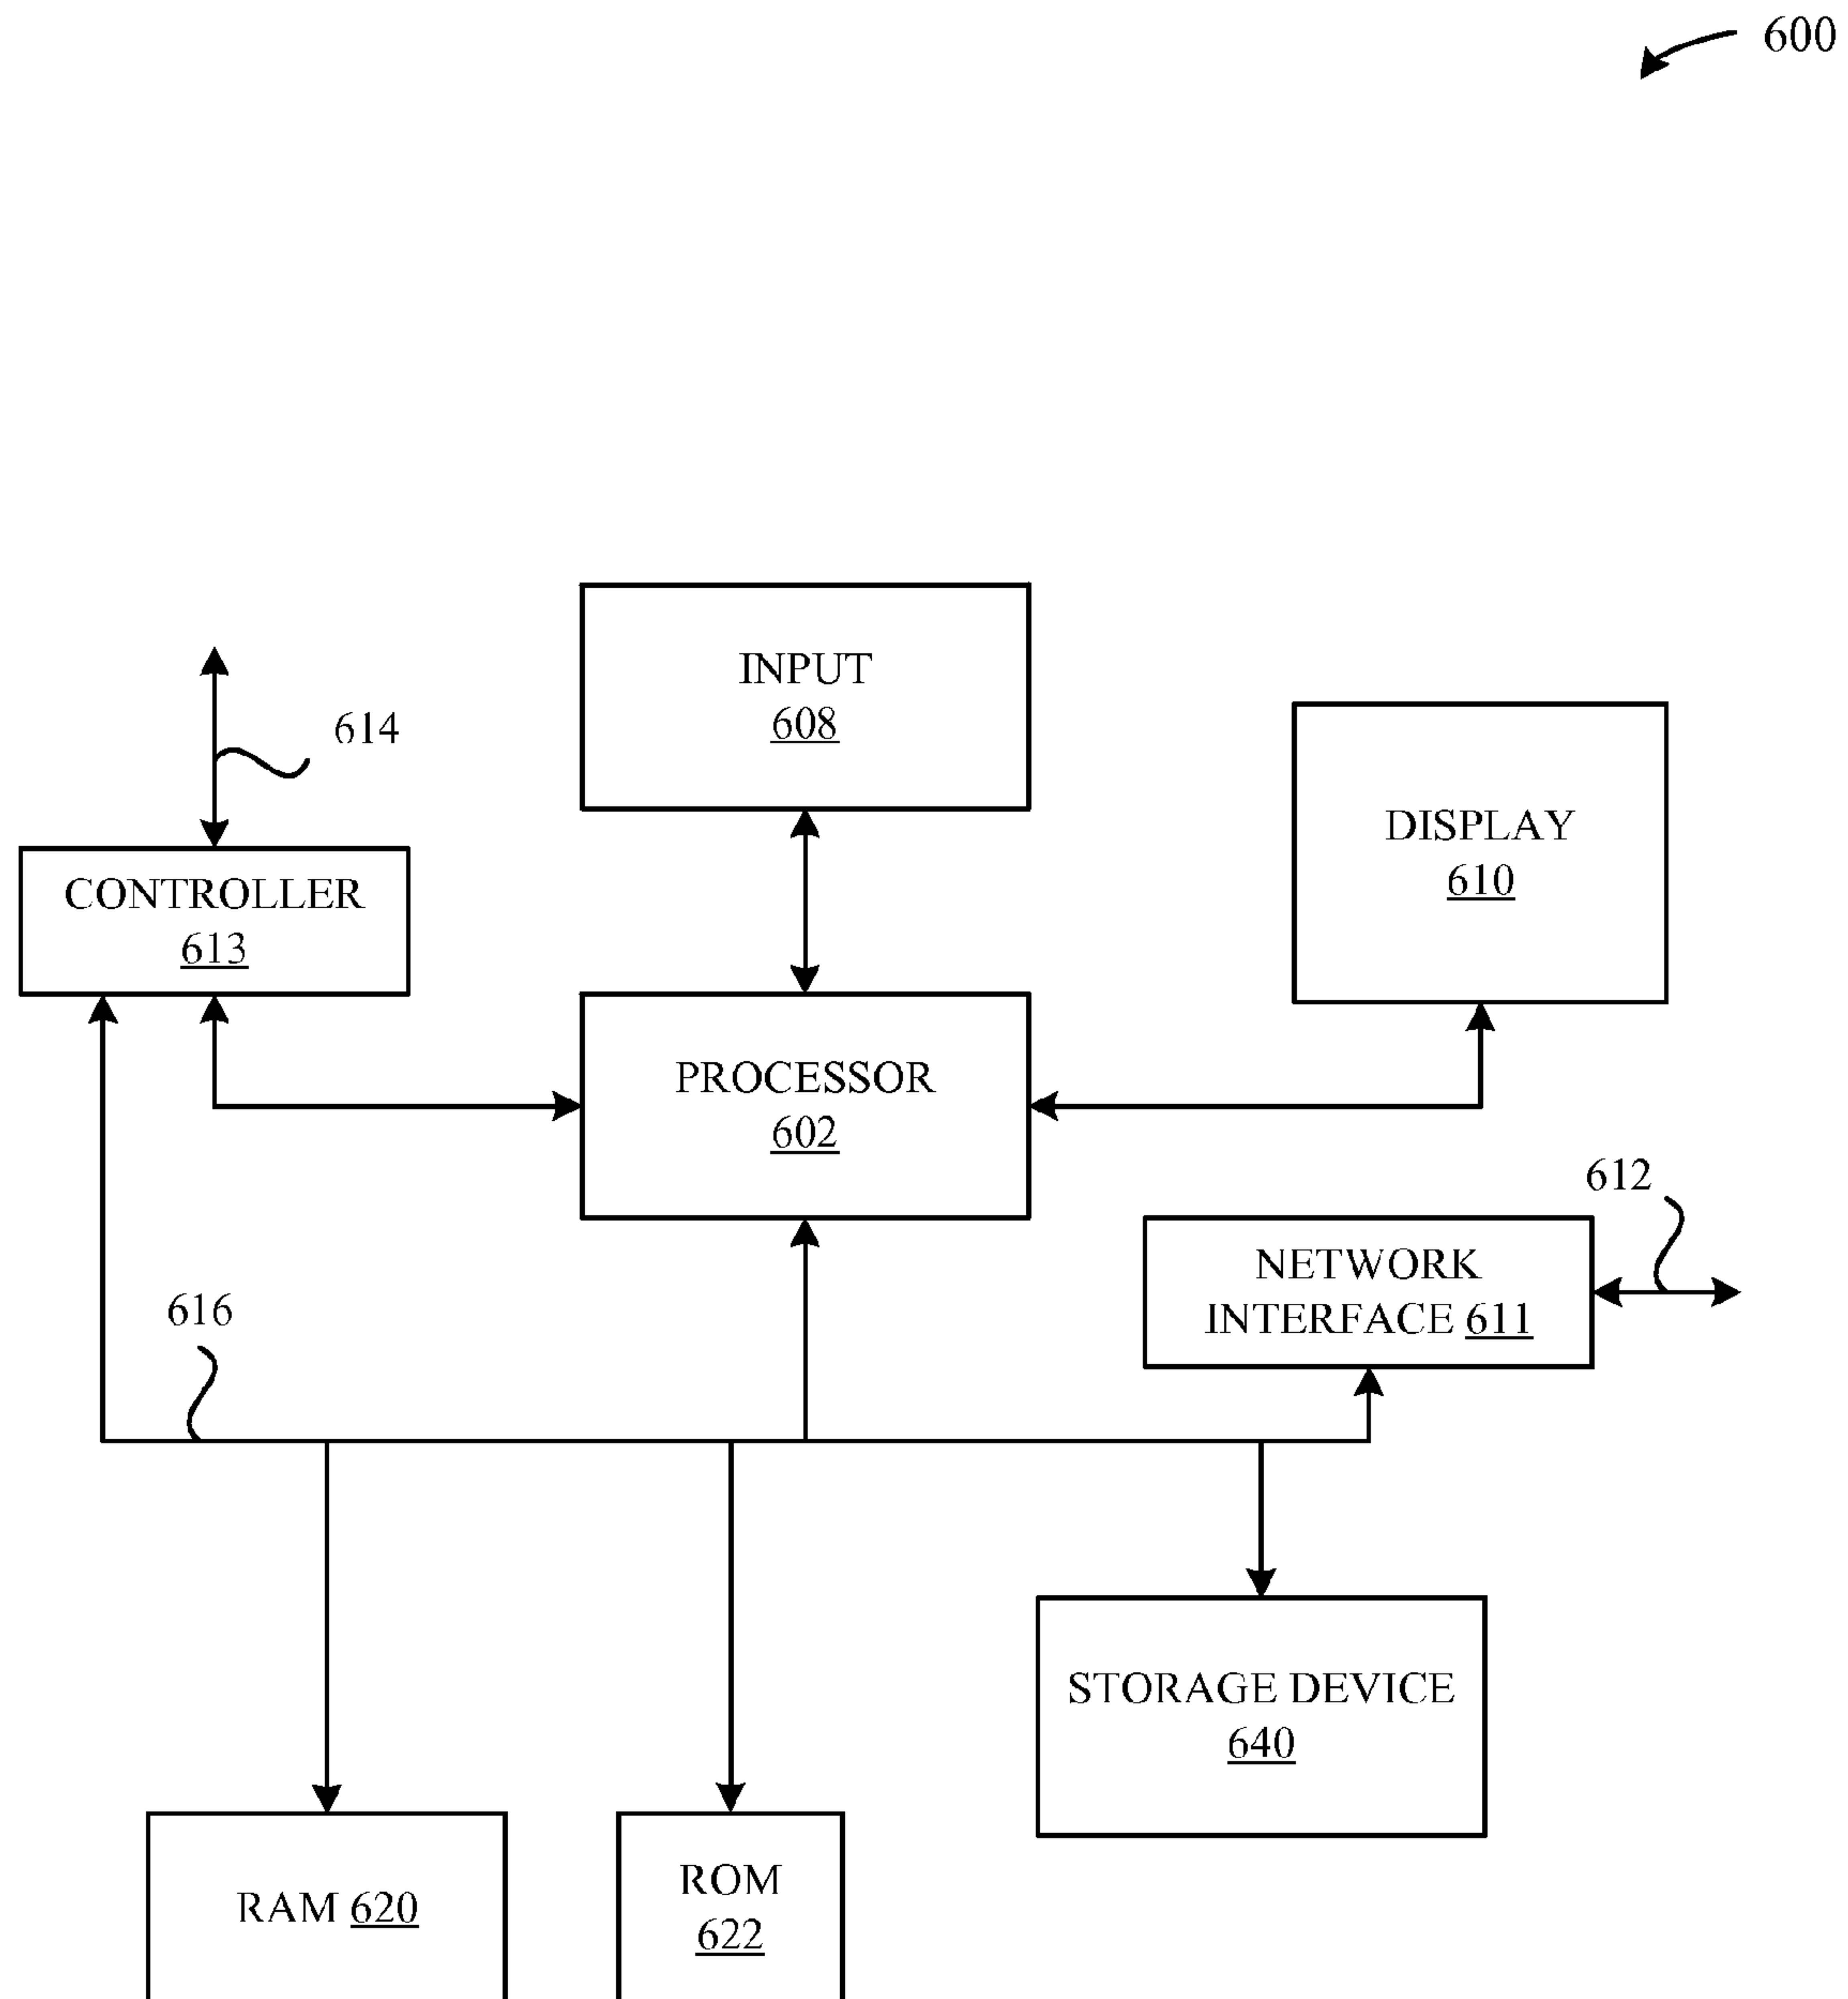 600
INPUT
608
614
DISPLAY
610
CONTROLLER
613
PROCESSOR
602
612
NETWORK
INTERFACE 611
616
STORAGE DEVICE
640
RAM 620
ROM
622